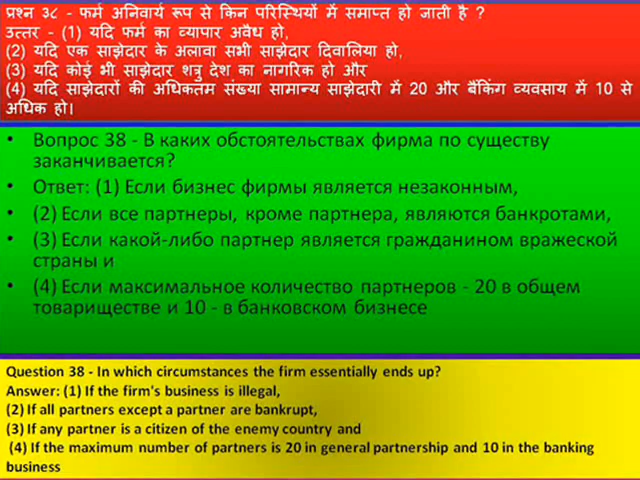 प्रश्न ३८ - फर्म अनिवार्य रूप से किन परिस्थियों में समाप्त हो जाती है ?
उत्तर - (1) यदि फर्म का व्यापार अवैध हो,
(2) यदि एक साझेदार के अलावा सभी साझेदार दिवालिया हो,
(3) यदि कोई भी साझेदार शत्रु देश का नागरिक हो और
(4) यदि साझेदारों की अधिकतम संख्या सामान्य साझेदारी में 20 और बैंकिंग व्यवसाय में 10 से
अधिक हो।
• Вопрос 38 - В каких обстоятельствах фирма по существу
заканчивается?
• Ответ: (1) Если бизнес фирмы является незаконным,
• (2) Если все партнеры, кроме партнера, являются банкротами,
• (3) Если какой-либо партнер является гражданином вражеской
страны и
• (4) Если максимальное количество партнеров - 20 в общем
товариществе и 10 - в банковском бизнесе
Question 38 - In which circumstances the firm essentially ends up?
Answer: (1) If the firm's business is illegal,
(2) If all partners except a partner are bankrupt,
(3) If any partner is a citizen of the enemy country and
(4) If the maximum number of partners is 20 in general partnership and 10 in the banking
business